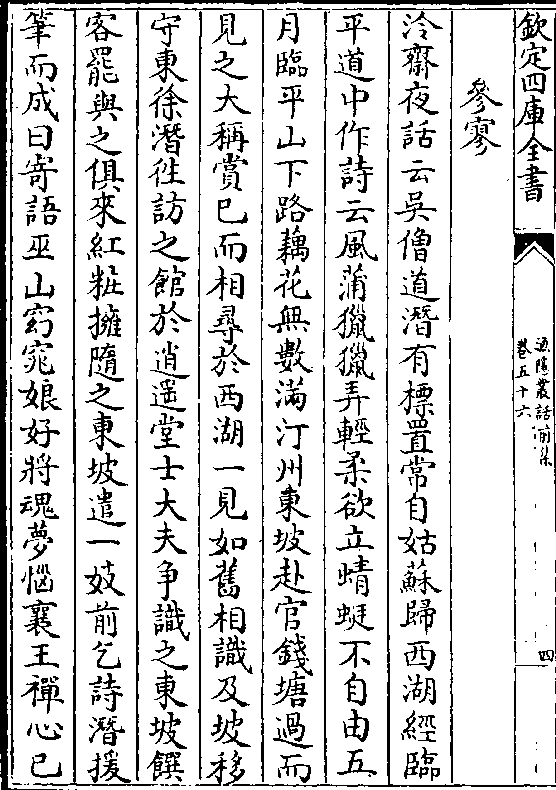 欽定四庫全書
漁隱叢話前集
卷五十六
四
參寥
冷齋夜話云吳僧道潛有標置常自姑蘇歸西湖經臨
平道中作詩云風蒲獵獵弄輕柔欲立蜻蜓不自由五
月臨平山下路藕花無數滿汀州東坡赴官錢塘過而
見之大稱賞已而相尋於西湖一見如舊相識及坡移
守東徐潛徃訪之館於逍遥堂士大夫争識之東坡饌
客罷與之俱來紅粧擁隨之東坡遣一妓前乞詩潛援
筆而成曰寄語巫山窈窕娘好將魂夢惱襄王禪心已